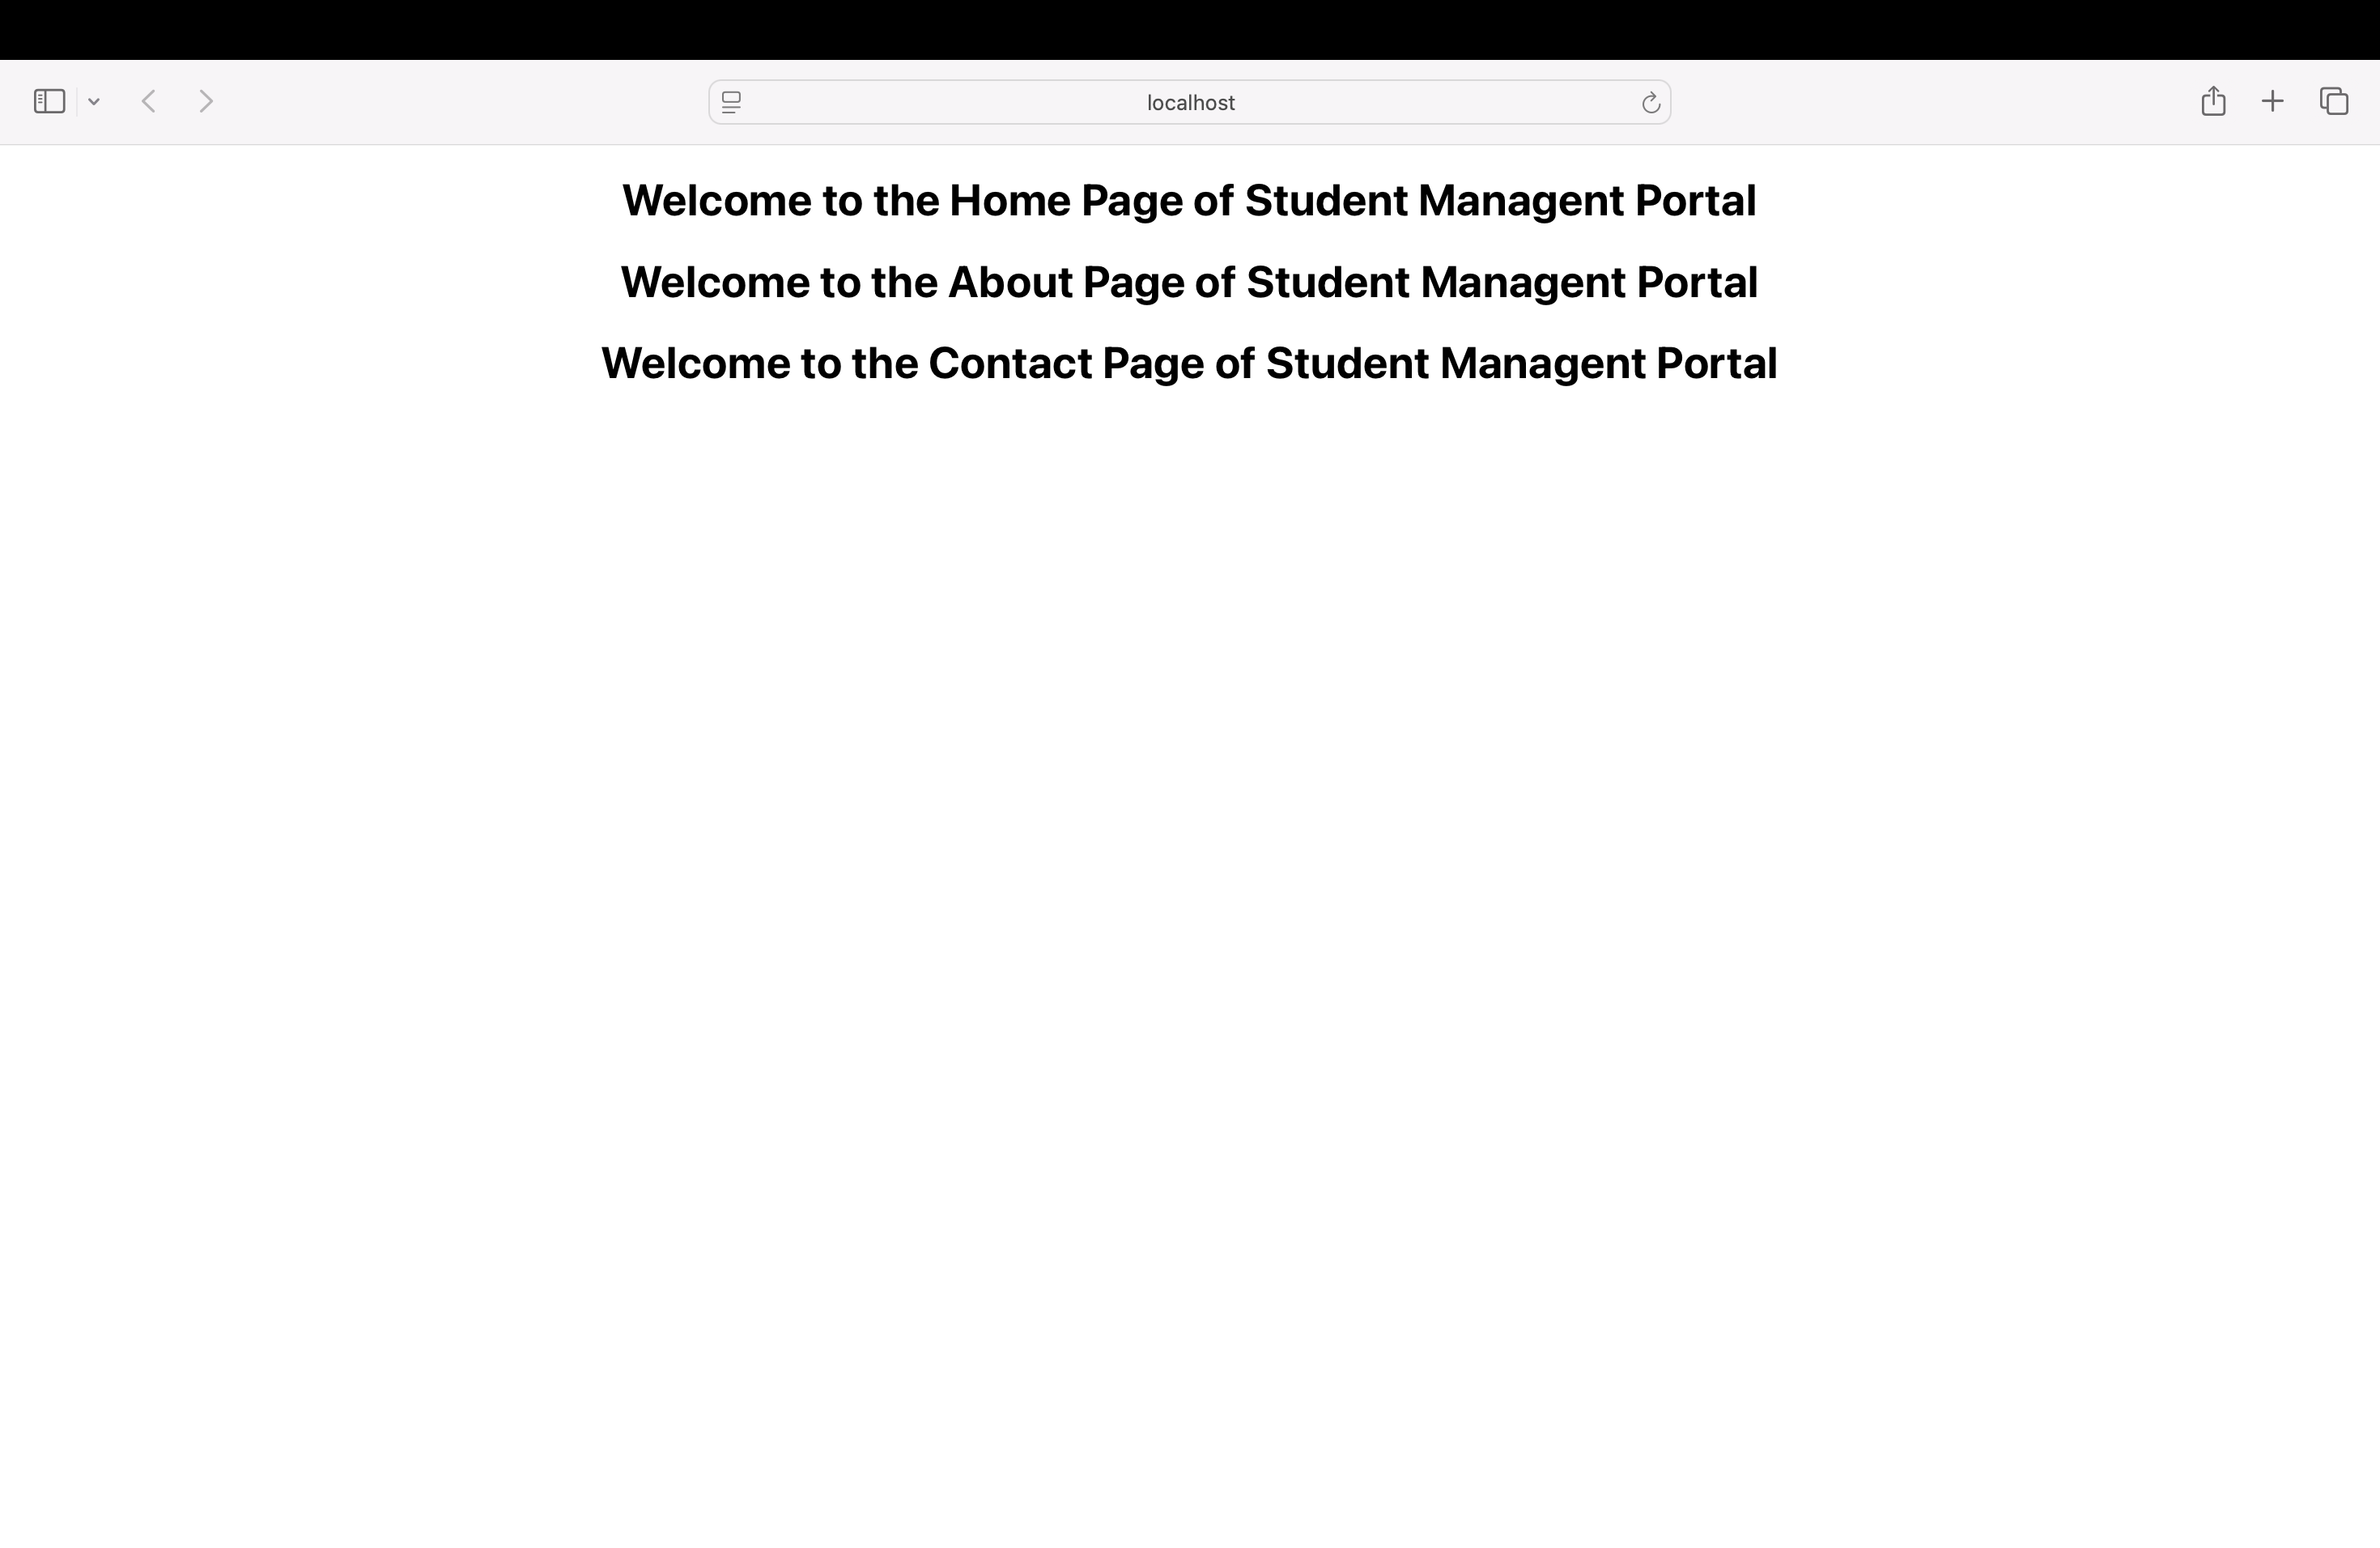 localhost
Welcome to the Home Page of Student Managent Portal
Welcome to the About Page of Student Managent Portal
Welcome to the Contact Page of Student Managent Portal